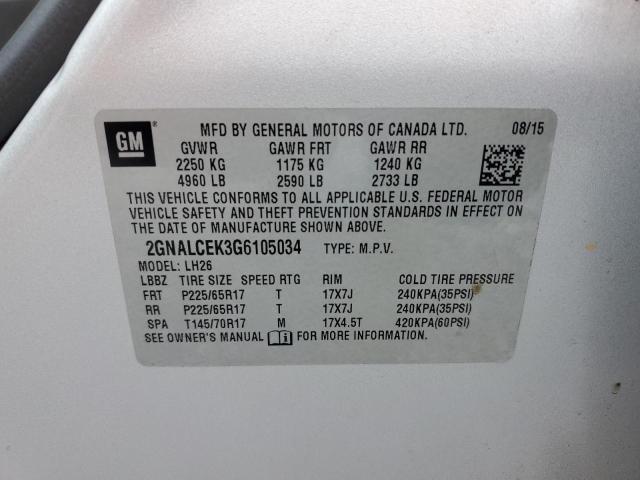 GM ®
MFD BY GENERAL MOTORS OF CANADA LTD. 08/15
GVWR GAWR FRT GAWR RR
2250 KG 1175 KG 1240 KG
4960 LB 2590 LB 2733 LB
THIS VEHICLE CONFORMS TO ALL APPLICABLE U.S. FEDERAL MOTOR
VEHICLE SAFETY AND THEFT PREVENTION STANDARDS IN EFFECT ON
THE DATE OF MANUFACTURE SHOWN ABOVE.
2GNALCEK3G6105034 TYPE: M.P.V.
MODEL: LH26
LBBZ TIRE SIZE SPEED RTG RIM COLD TIRE PRESSURE
FRT P225/65R17 T 17X7J 240KPA(35PSI)
RR P225/65R17 T 17X7J 240KPA(35PSI)
SPA T145/70R17 M 17X4.5T 420KPA(60PSI)
SEE OWNER'S MANUAL FOR MORE INFORMATION.